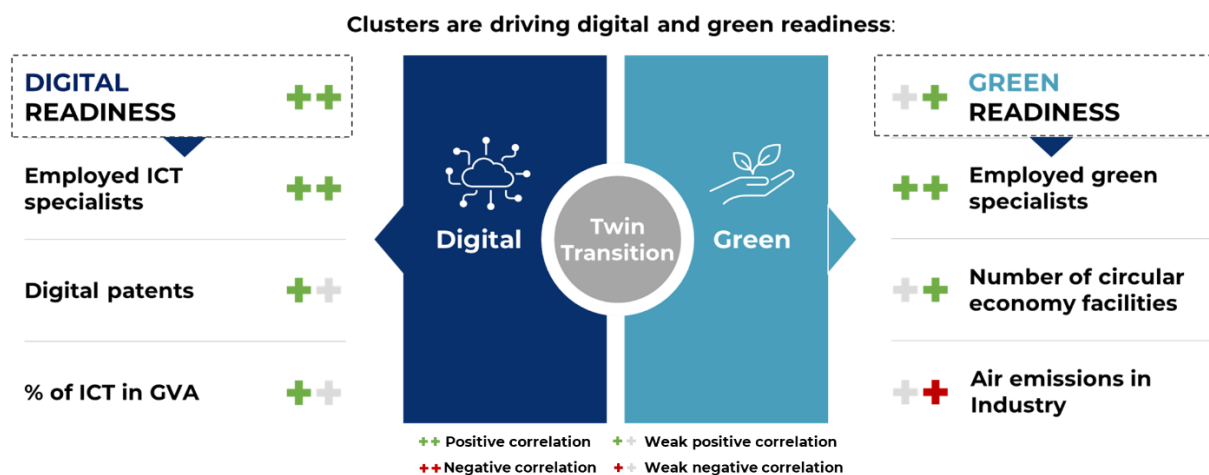 Clusters are driving digital and green readiness:
DIGITAL
READINESS
Employed ICT
specialists
Digital patents
% of ICT in GVA
Digital
Twin
Transition
Green
GREEN
READINESS
Employed green
specialists
Number of circular
economy facilities
Air emissions in
Industry
++ Positive correlation
++ Weak positive correlation
++ Negative correlation
++ Weak negative correlation